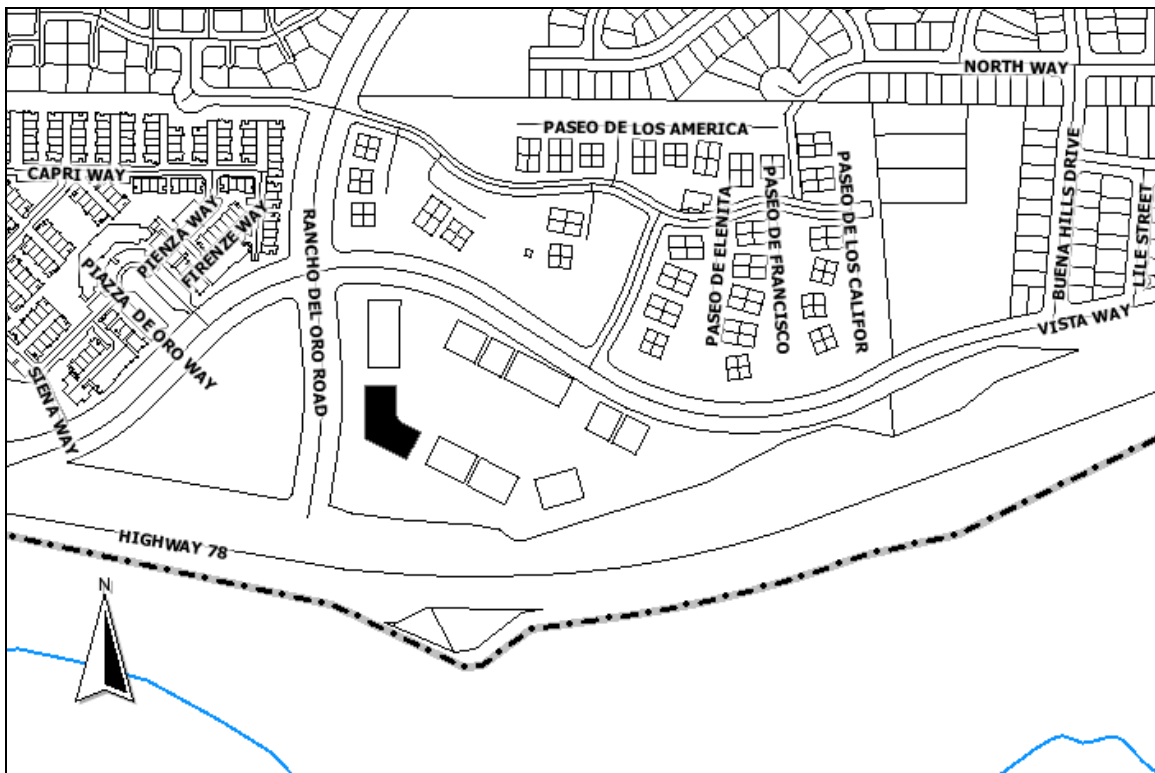 NORTH WAY
PASEO DE LOS AMERICA
CAPRI WAY
PIENZA WAY
FIRENZE WAY
PIAZZA DE ORO WAY
SIENA WAY
RANCHO DEL ORO ROAD
PASEO DE ELENITA
PASEO DE FRANCISCO
PASEO DE LOS CALIFOR
BUENA HILLS DRIVE
LILE STREET
VISTA WAY
HIGHWAY 78
N